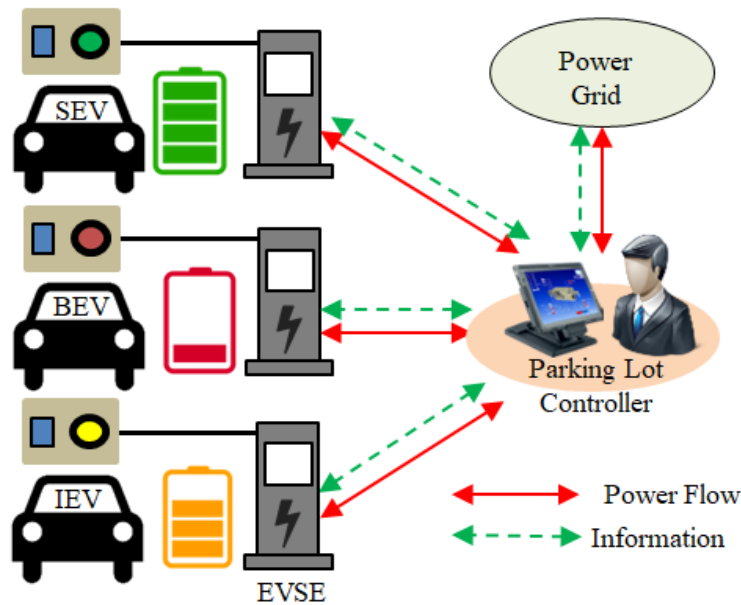 SEV
Power
Grid
BEV
Parking Lot
Controller
IEV
Power Flow
Information
EVSE